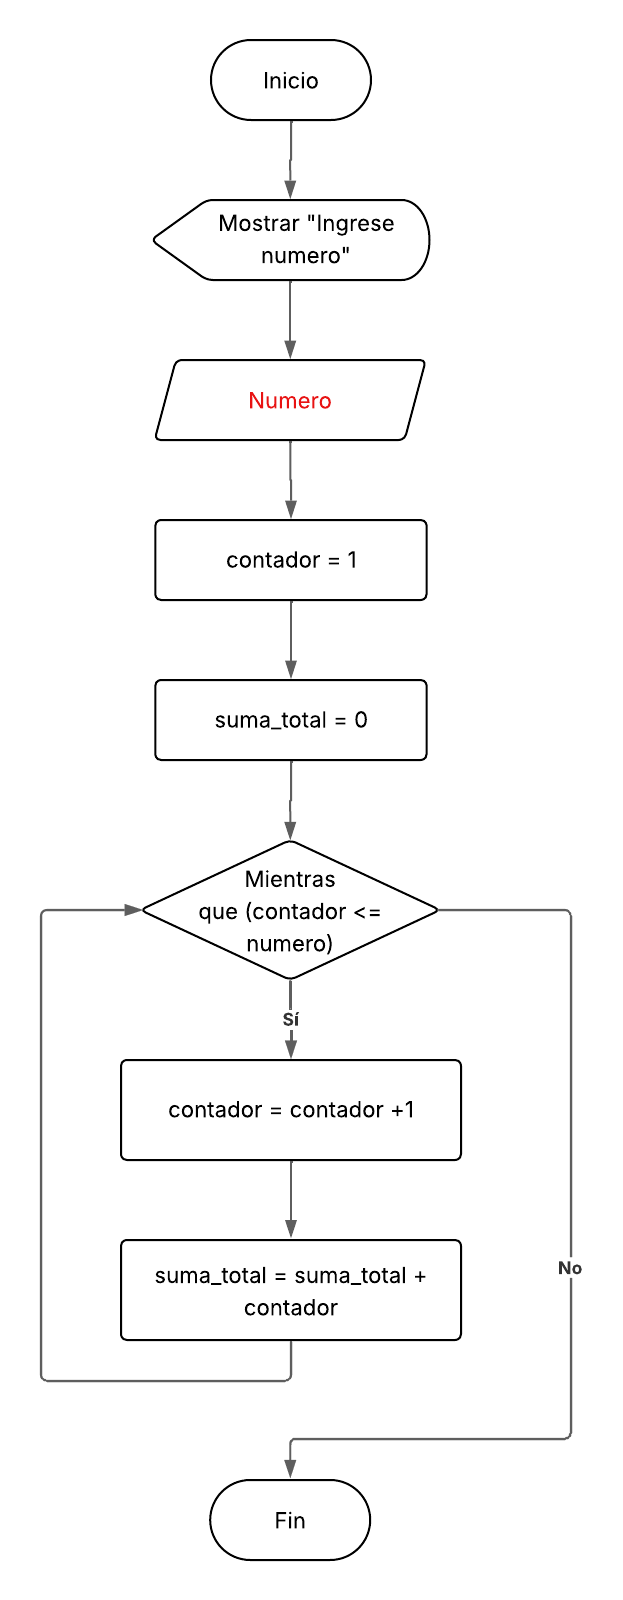 Inicio
Mostrar "Ingrese
numero"
Numero
contador = 1
suma_total = 0
Mientras
que (contador <=
numero)
Sí
contador = contador +1
suma_total = suma_total +
contador
No
Fin